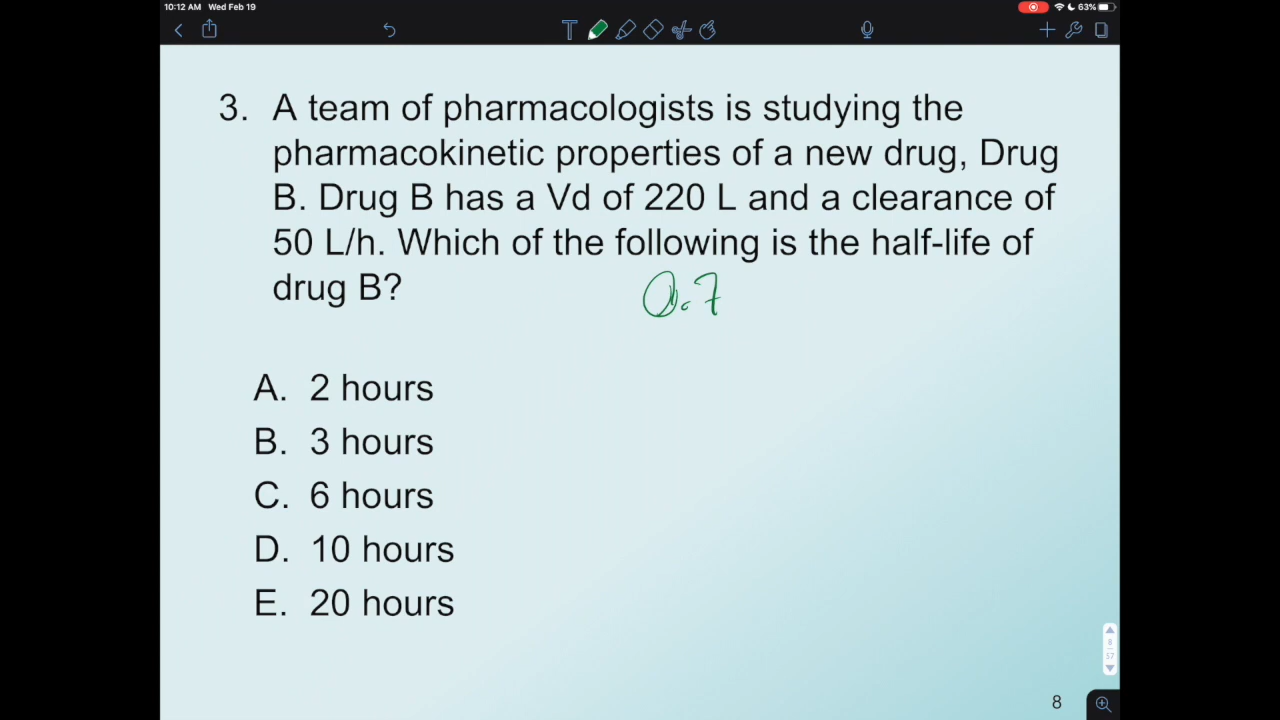 10:12 AM Wed Feb 19
63%
T
3. A team of pharmacologists is studying the
pharmacokinetic properties of a new drug, Drug
B. Drug B has a Vd of 220 L and a clearance of
50 L/h. Which of the following is the half-life of
drug B?
0.7
A. 2 hours
B. 3 hours
C. 6 hours
D. 10 hours
E. 20 hours
8
57
8